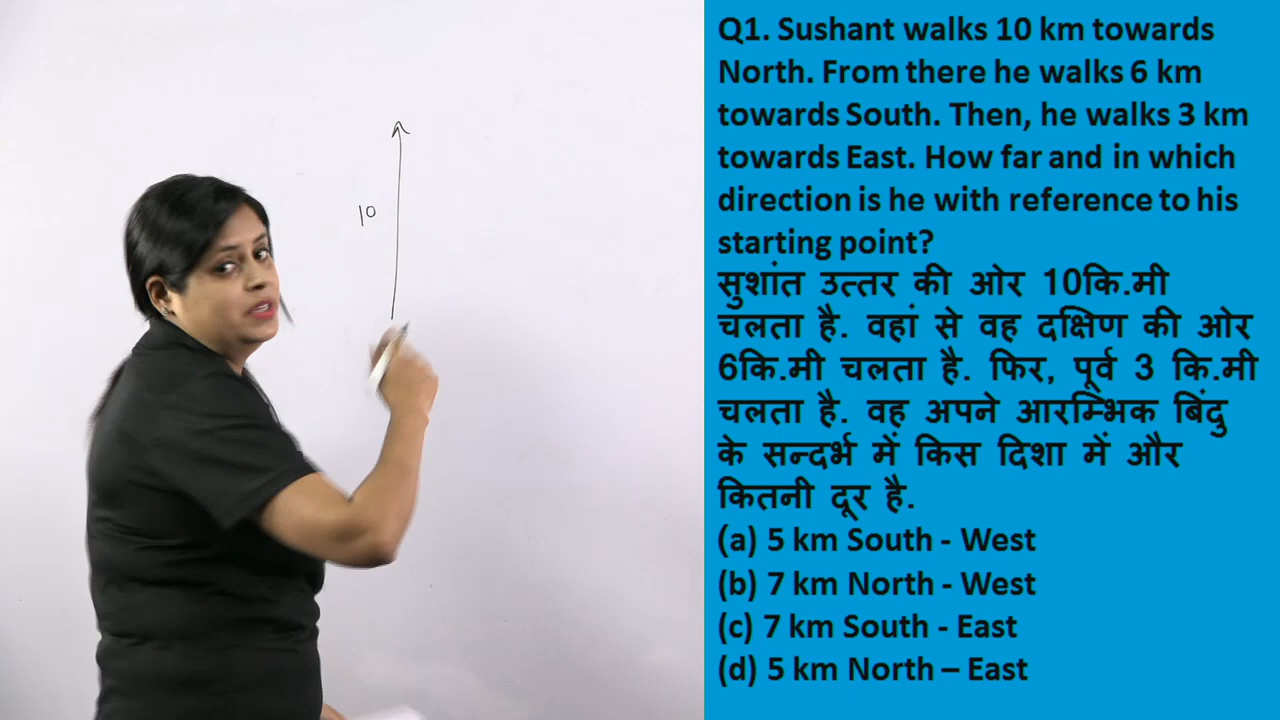 10
Q1. Sushant walks 10 km towards
North. From there he walks 6 km
towards South. Then, he walks 3 km
towards East. How far and in which
direction is he with reference to his
starting point?
सुशांत उत्तर की ओर 10कि.मी
चलता है. वहां से वह दक्षिण की ओर
6कि.मी चलता है. फिर, पूर्व 3 कि.मी
चलता है. वह अपने आरम्भिक बिंदु
के सन्दर्भ में किस दिशा में और
कितनी दूर है.
(a) 5 km South - West
(b) 7 km North - West
(c) 7 km South - East
(d) 5 km North – East